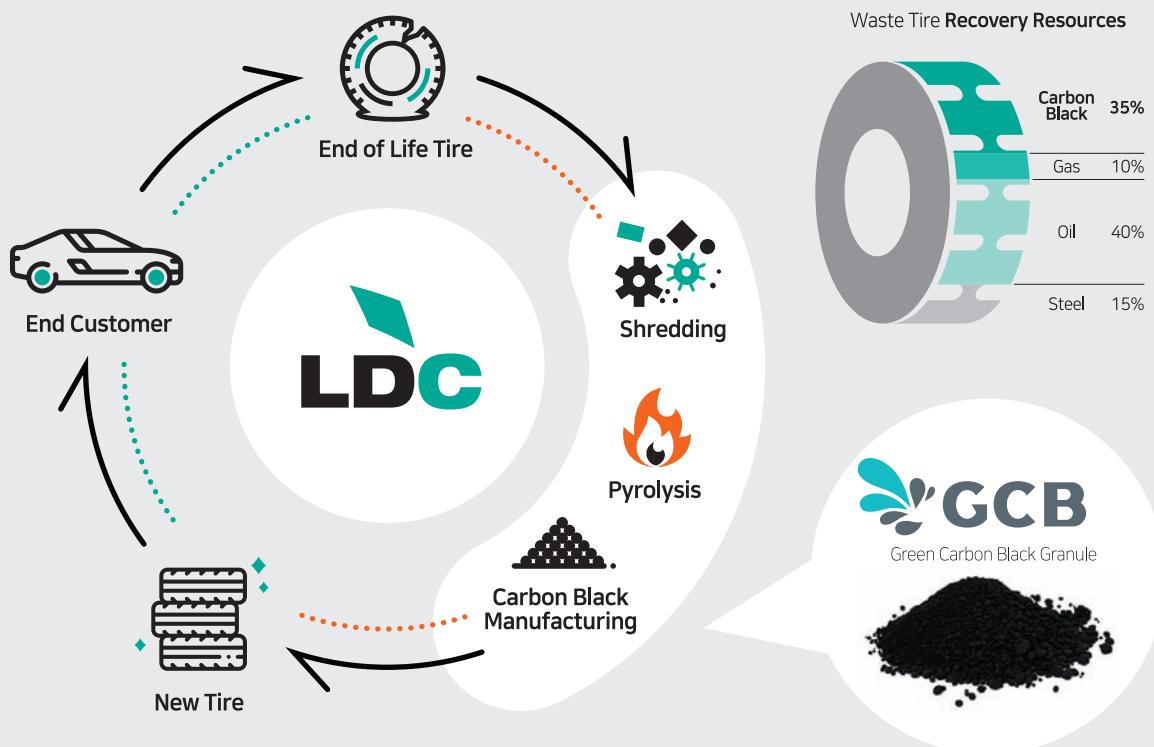 Waste Tire Recovery Resources
Carbon
Black 35%
Gas 10%
Oil 40%
Steel 15%
End of Life Tire
Shredding
Pyrolysis
Carbon Black
Manufacturing
New Tire
End Customer
LDC
GCB
Green Carbon Black Granule